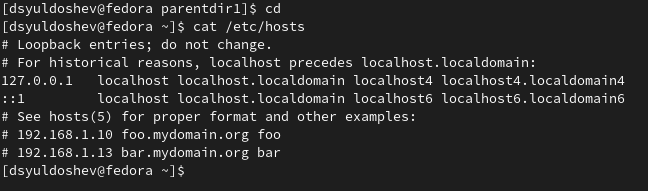 [dsyuldoshev@fedora parentdir1]$ cd
[dsyuldoshev@fedora ~]$ cat /etc/hosts
# Loopback entries; do not change.
# For historical reasons, localhost precedes localhost.localdomain:
127.0.0.1   localhost localhost.localdomain localhost4 localhost4.localdomain4
::1         localhost localhost.localdomain localhost6 localhost6.localdomain6
# See hosts(5) for proper format and other examples:
# 192.168.1.10 foo.mydomain.org foo
# 192.168.1.13 bar.mydomain.org bar
[dsyuldoshev@fedora ~]$